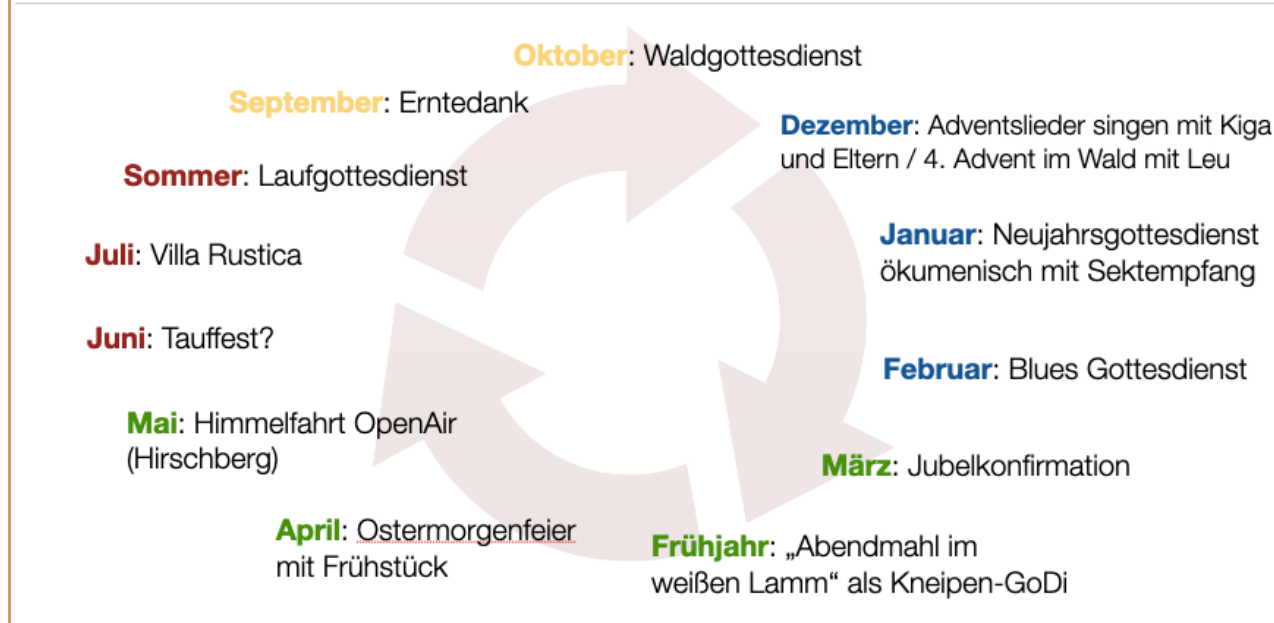 Oktober: Waldgottesdienst
September: Erntedank
Dezember: Adventslieder singen mit Kiga
und Eltern / 4. Advent im Wald mit Leu
Sommer: Laufgottesdienst
Januar: Neujahrsgottesdienst
ökumenisch mit Sektempfang
Juli: Villa Rustica
Juni: Tauffest?
Februar: Blues Gottesdienst
Mai: Himmelfahrt OpenAir
(Hirschberg)
März: Jubelkonfirmation
April: Ostermorgenfeier
mit Frühstück
Frühjahr: „Abendmahl im
weißen Lamm“ als Kneipen-GoDi